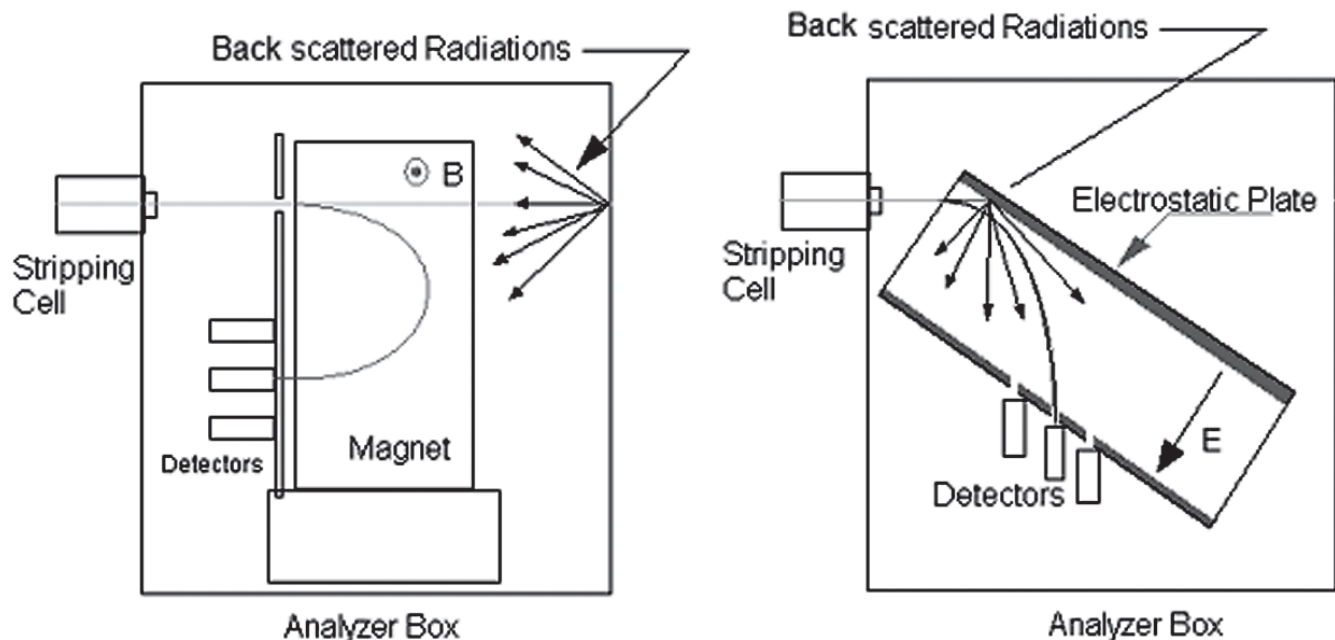 Back scattered Radiations
B
Stripping
Cell
Detectors
Magnet
Analyzer Box
Back scattered Radiations
Electrostatic Plate
Stripping
Cell
E
Detectors
Analyzer Box